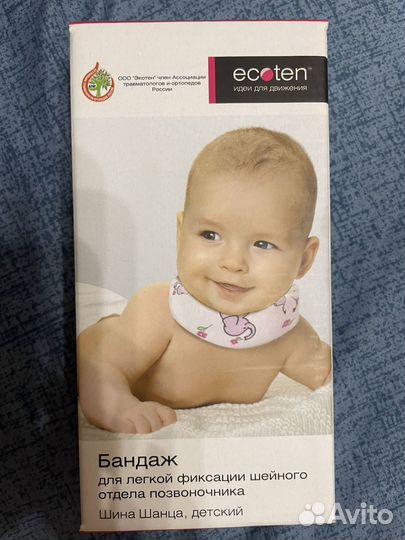 ООО "Экотен" член Ассоциации
травматологов и ортопедов
России
ecoten
идеи для движения
Бандаж
для легкой фиксации шейного
отдела позвоночника
Шина Шанца, детский
Avito